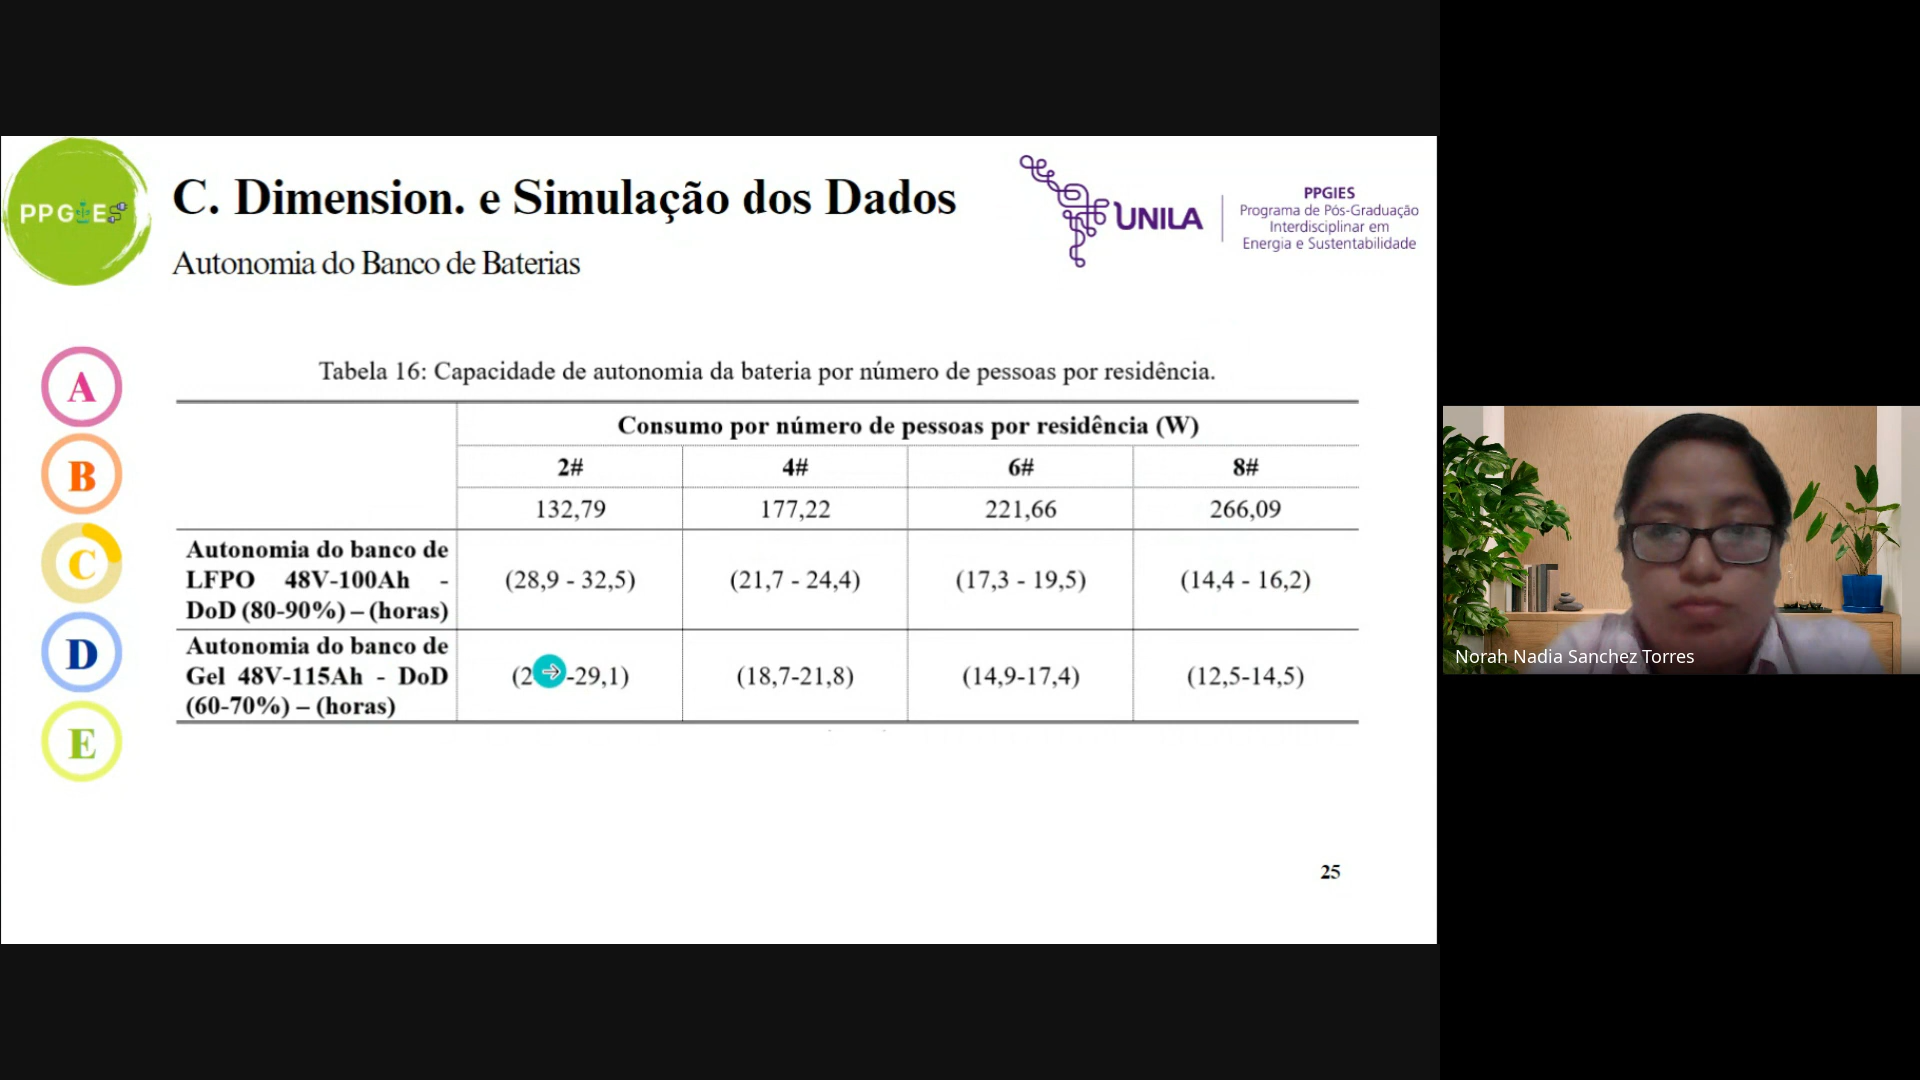 PPGIES
C. Dimension. e Simulação dos Dados
Autonomia do Banco de Baterias
UNILA
PPGIES
Programa de Pós-Graduação
Interdisciplinar em
Energia e Sustentabilidade
A
B
C
D
E
Tabela 16: Capacidade de autonomia da bateria por número de pessoas por residência.
Consumo por número de pessoas por residência (W)
2# 4# 6# 8#
132,79 177,22 221,66 266,09
Autonomia do banco de
LFPO 48V-100Ah -
DoD (80-90%) – (horas)
(28,9 - 32,5) (21,7 - 24,4) (17,3 - 19,5) (14,4 - 16,2)
Autonomia do banco de
Gel 48V-115Ah - DoD
(60-70%) – (horas)
-29,1) (18,7-21,8) (14,9-17,4) (12,5-14,5)
25
Norah Nadia Sanchez Torres